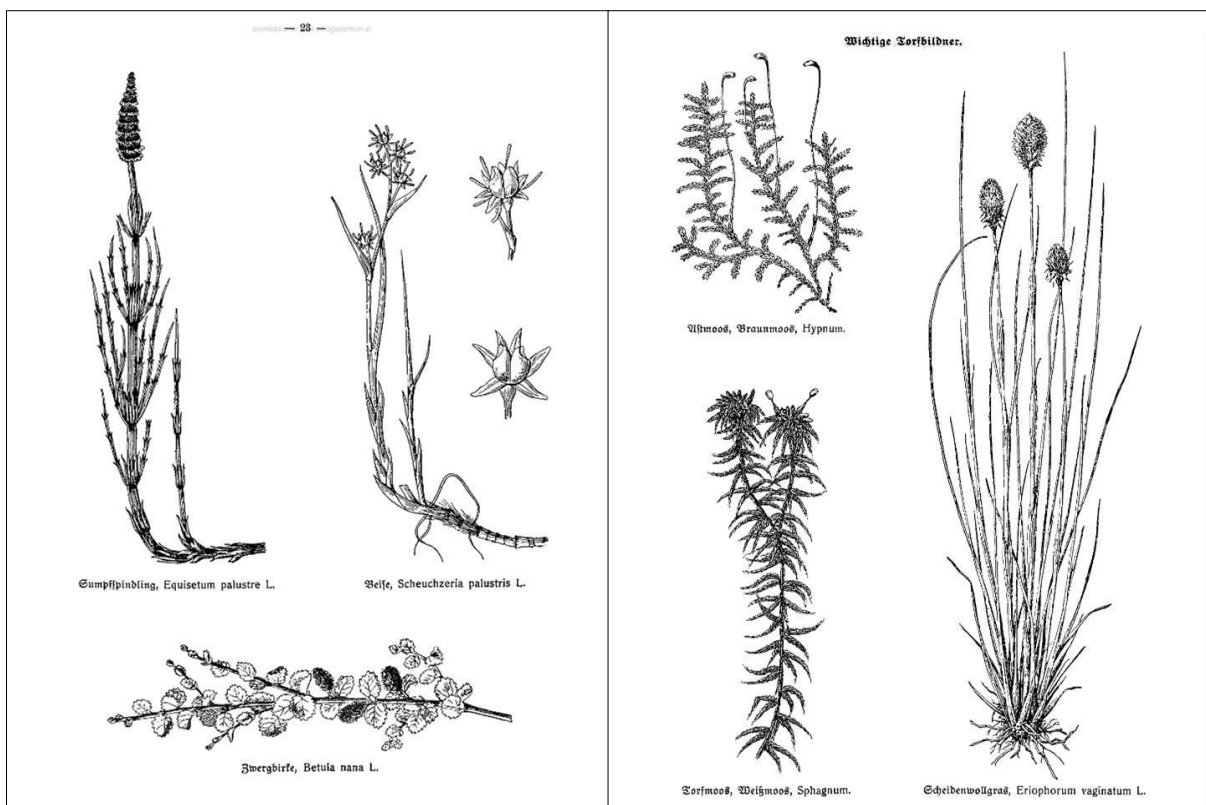 — 23 —
Sumpfspindling, Equisetum palustre L.
Beise, Scheuchzeria palustris L.
Zwergbirke, Betula nana L.
Wichtige Torfbildner.
Astmoos, Braunmoos, Hypnum.
Torfmoos, Weißmoos, Sphagnum.
Scheidenwollgras, Eriophorum vaginatum L.